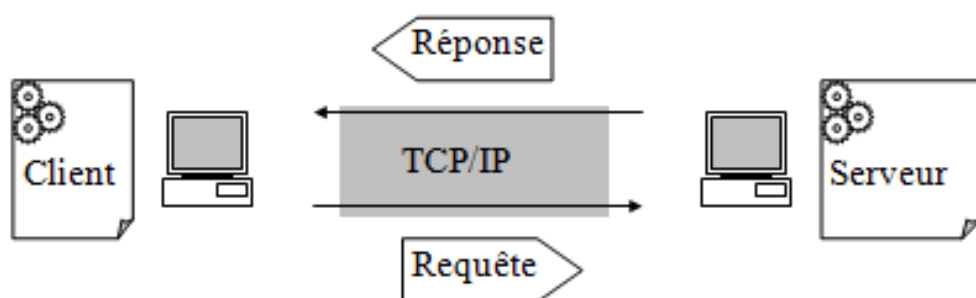 Réponse
Client
TCP/IP
Serveur
Requête